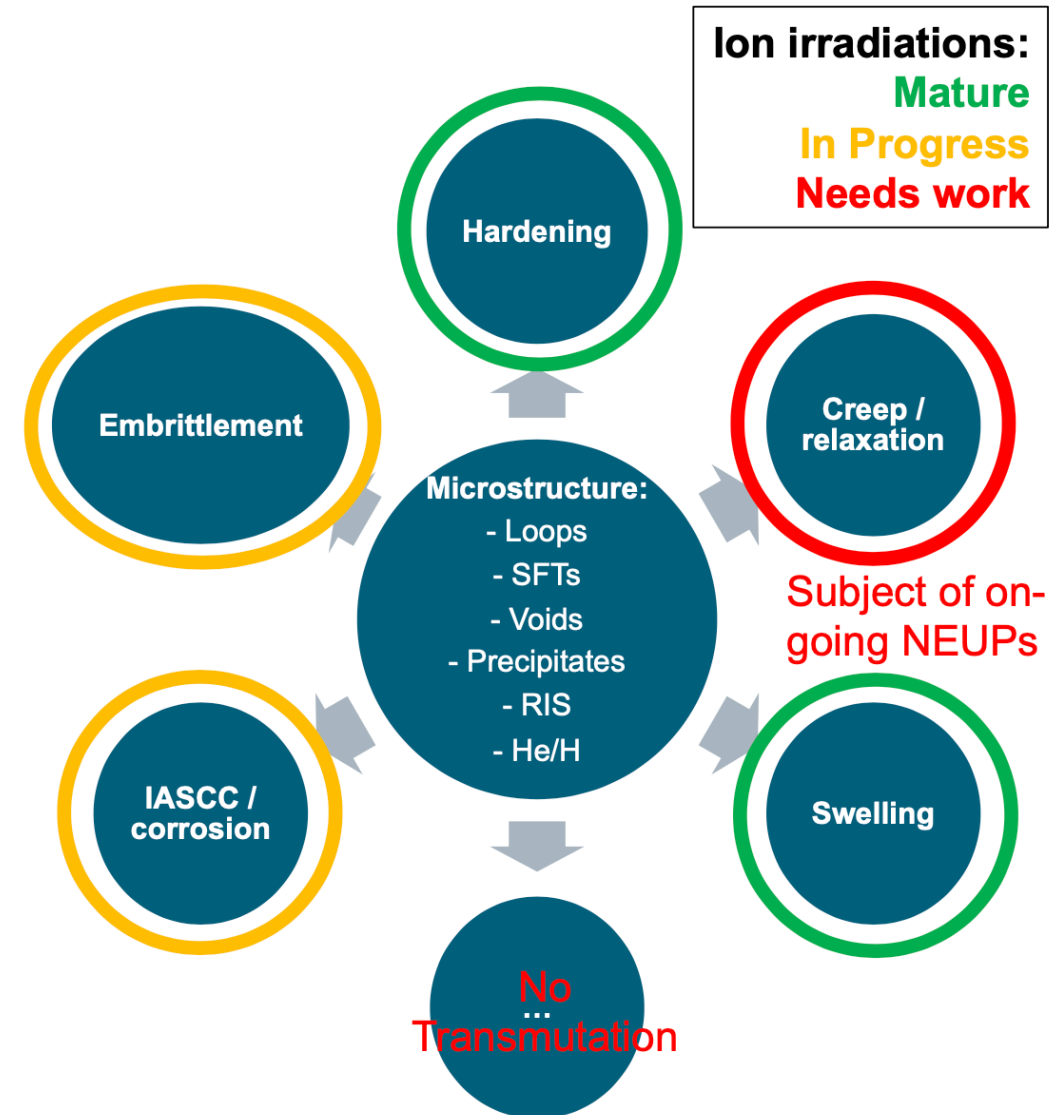 Ion irradiations:
Mature
In Progress
Needs work
Hardening
Embrittlement
Creep /
relaxation
Microstructure:
- Loops
- SFTs
- Voids
- Precipitates
- RIS
- He/H
Subject of on-
going NEUPs
IASCC /
corrosion
Swelling
No
...
Transmutation